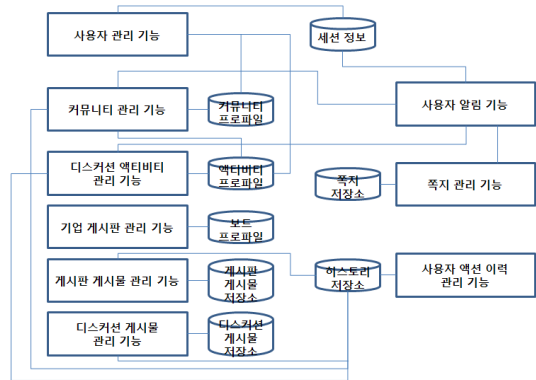 사용자 관리 기능
세션 정보
커뮤니티 관리 기능
커뮤니티
프로파일
사용자 알림 기능
디스커션 액티비티
관리 기능
액티비티
프로파일
쪽지
저장소
쪽지 관리 기능
기업 게시판 관리 기능
보드
프로파일
게시판 게시물 관리 기능
게시판
게시물
저장소
히스토리
저장소
사용자 액션 이력
관리 기능
디스커션 게시물
관리 기능
디스커션
게시물
저장소